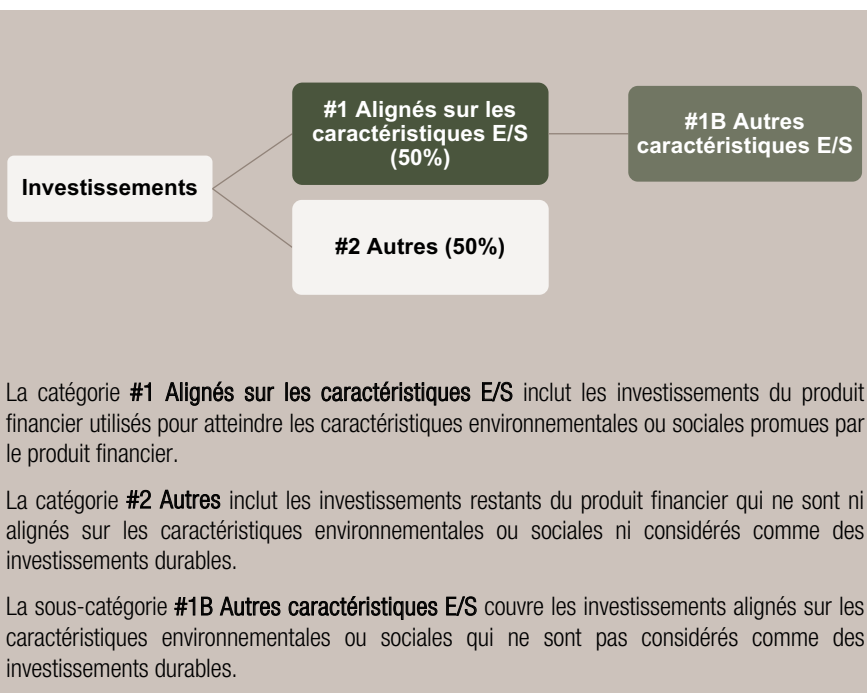 #1 Alignés sur les
caractéristiques E/S
(50%)
#1B Autres
caractéristiques E/S
Investissements
#2 Autres (50%)
La catégorie #1 Alignés sur les caractéristiques E/S inclut les investissements du produit
financier utilisés pour atteindre les caractéristiques environnementales ou sociales promues par
le produit financier.
La catégorie #2 Autres inclut les investissements restants du produit financier qui ne sont ni
alignés sur les caractéristiques environnementales ou sociales ni considérés comme des
investissements durables.
La sous-catégorie #1B Autres caractéristiques E/S couvre les investissements alignés sur les
caractéristiques environnementales ou sociales qui ne sont pas considérés comme des
investissements durables.